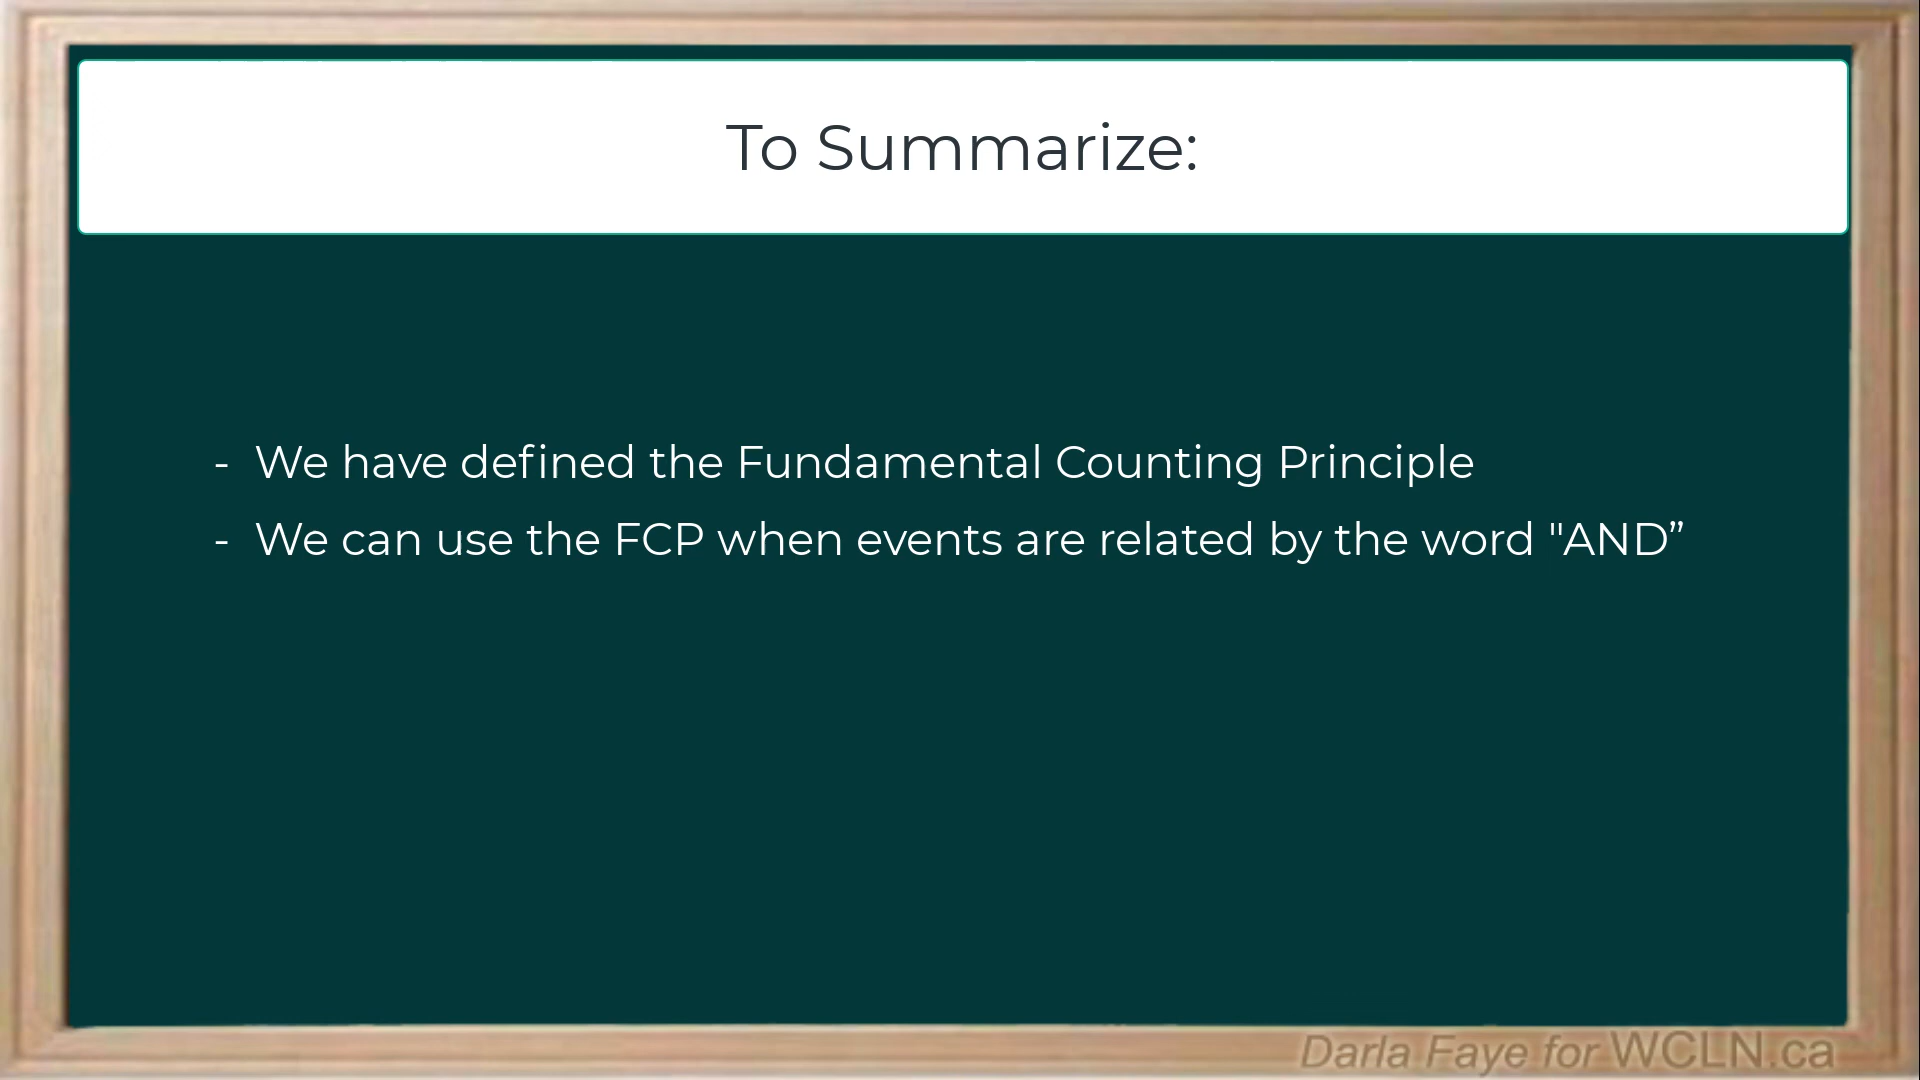 To Summarize:
- We have defined the Fundamental Counting Principle
- We can use the FCP when events are related by the word "AND”
Darla Faye for WCLN.ca